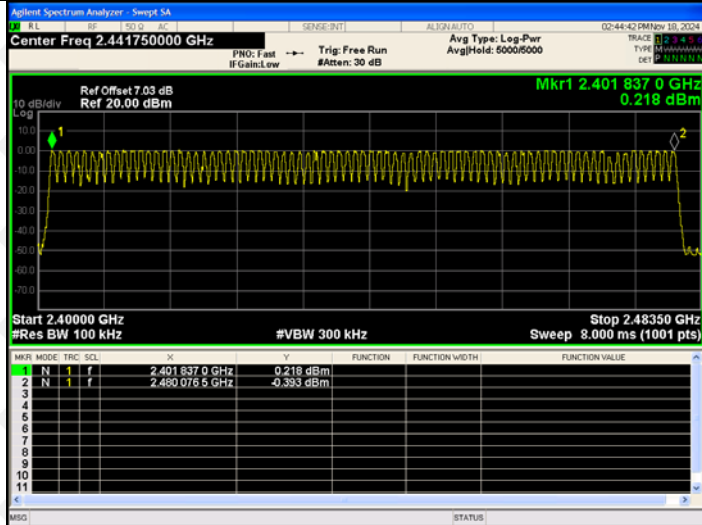 Agilent Spectrum Analyzer - Swept SA
RL RF 50 Ω AC SENSE:INT ALIGN AUTO 02:44:42 PM Nov 18, 2024
Center Freq 2.441750000 GHz
PNO: Fast
IFGain:Low
Trig: Free Run
#Atten: 30 dB
Avg Type: Log-Pwr
Avg|Hold: 5000/5000
TRACE 1 2 3 4 5 6
TYPE M
DET P N N N N N
Mkr1 2.401 837 0 GHz
0.218 dBm
Ref Offset 7.03 dB
10 dB/div Ref 20.00 dBm
Log
10.0
0.00
-10.0
-20.0
-30.0
-40.0
-50.0
-60.0
-70.0
1
2
Start 2.40000 GHz Stop 2.48350 GHz
#Res BW 100 kHz #VBW 300 kHz Sweep 8.000 ms (1001 pts)
MKR MODE TRC SCL X Y FUNCTION FUNCTION WIDTH FUNCTION VALUE
1 N 1 f 2.401 837 0 GHz 0.218 dBm
2 N 1 f 2.480 076 5 GHz -0.393 dBm
3
4
5
6
7
8
9
10
11
MSG STATUS